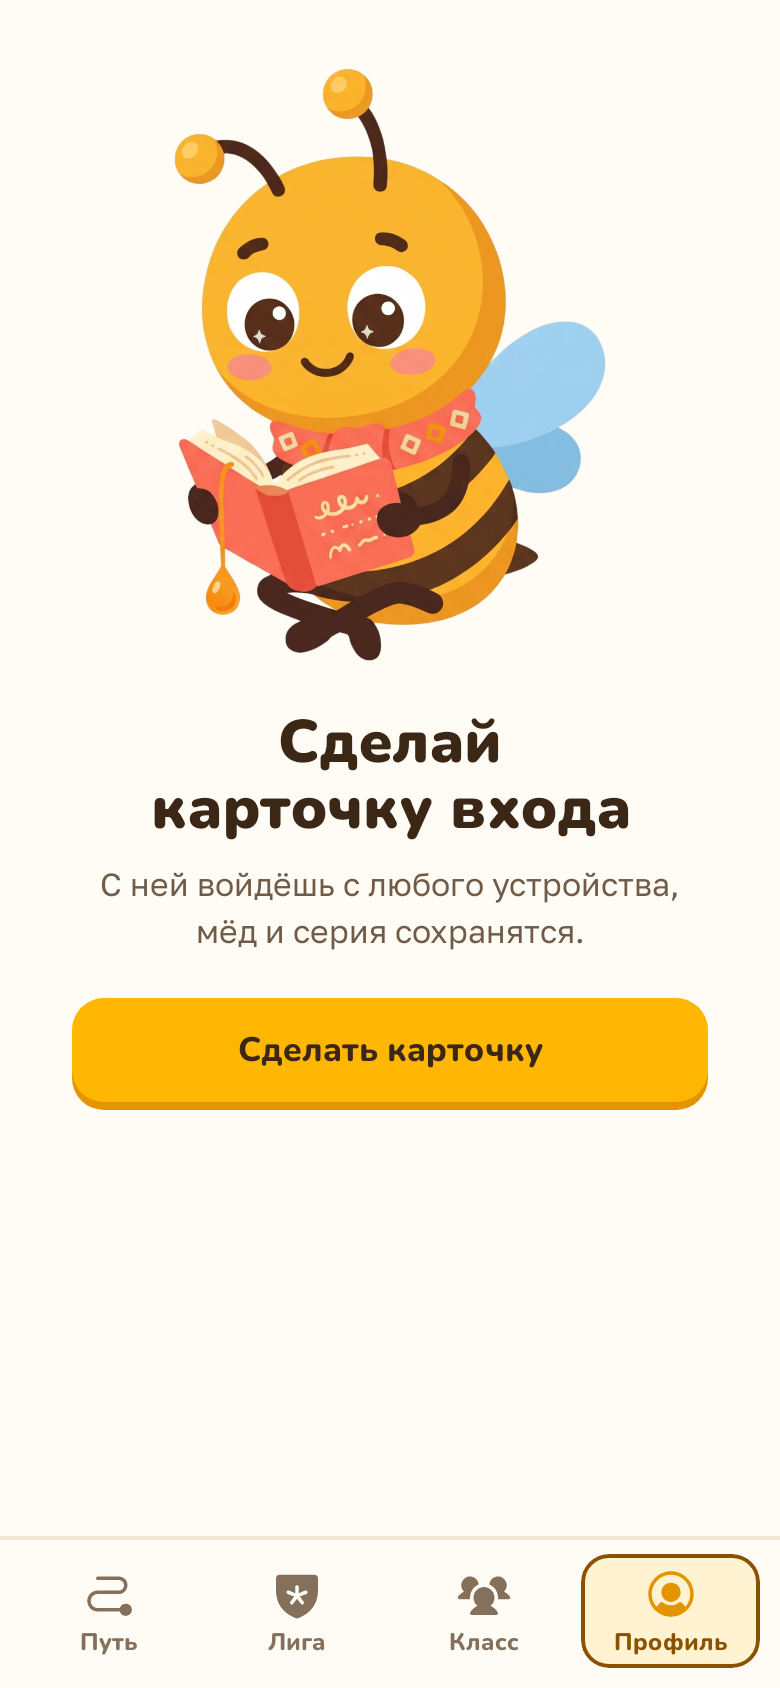 Сделай
карточку входа
С ней войдёшь с любого устройства,
мёд и серия сохранятся.
Сделать карточку
Путь
Лига
Класс
Профиль